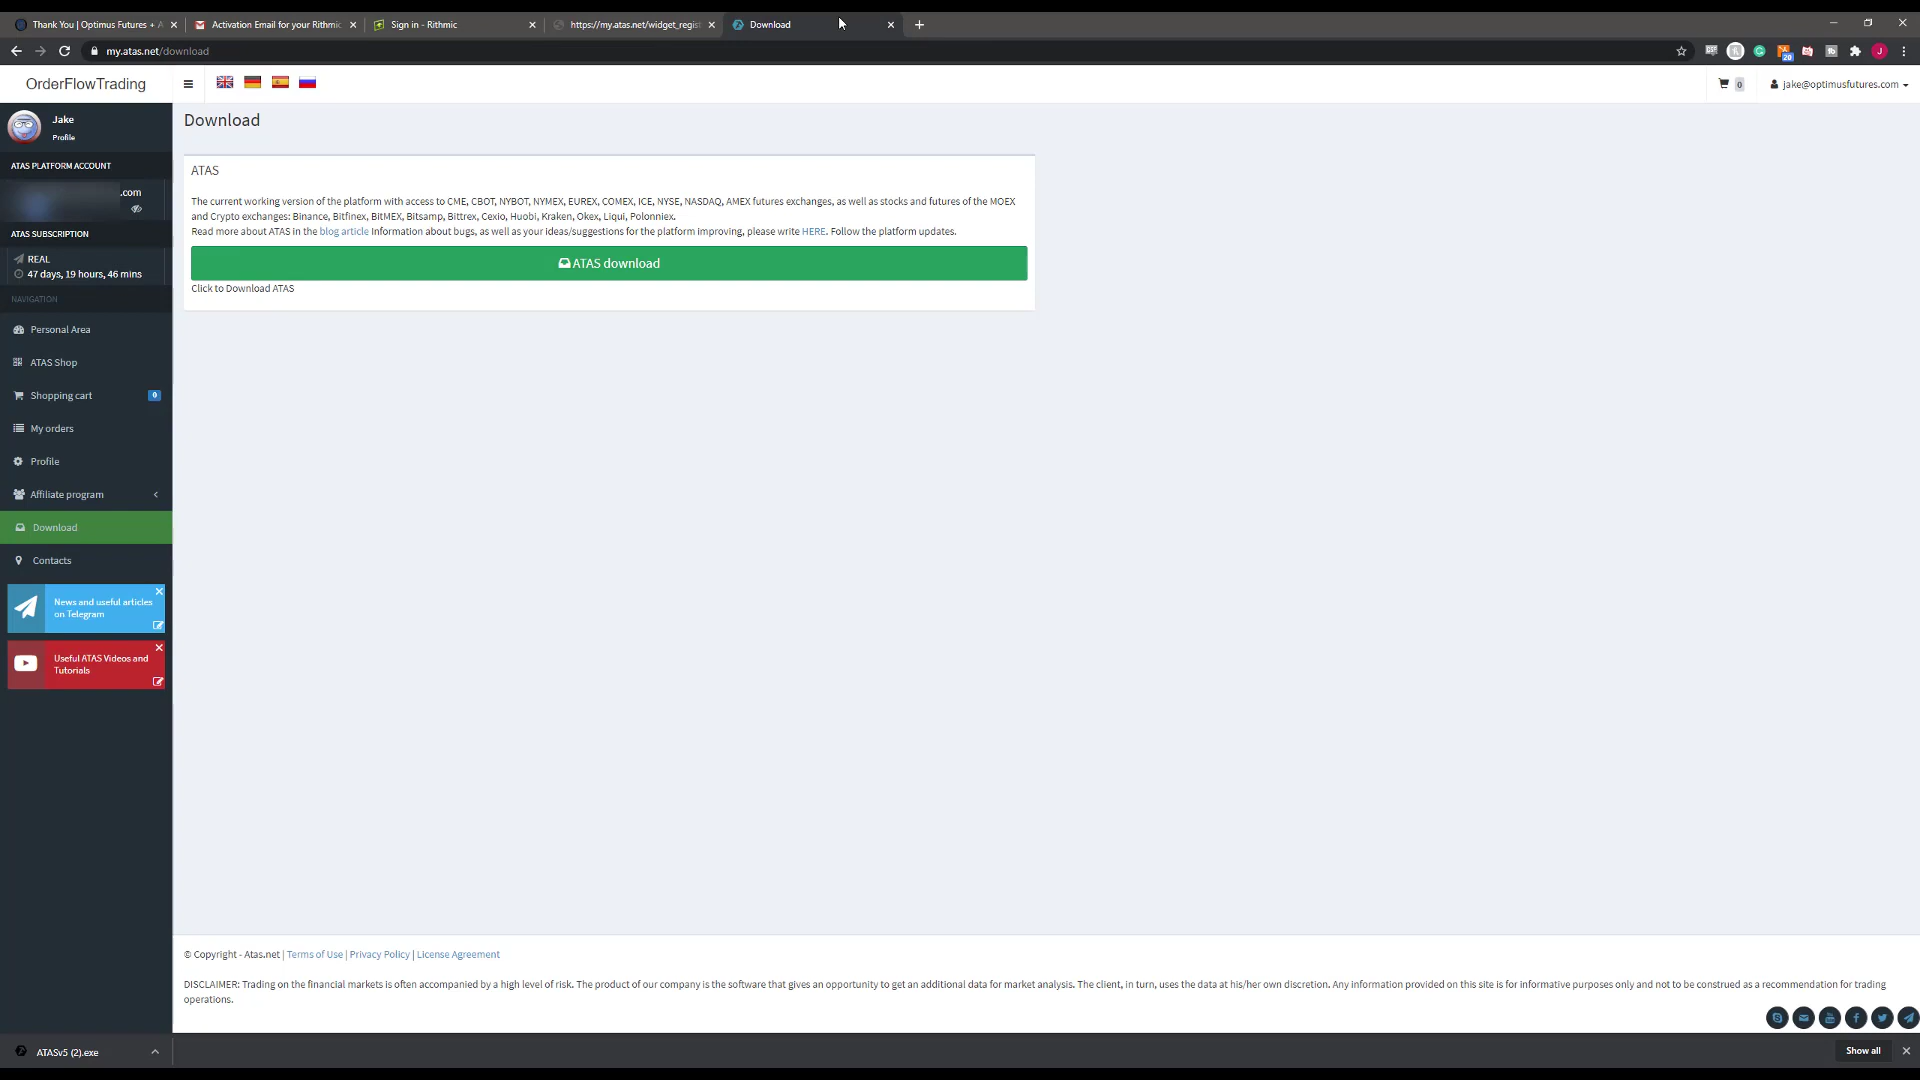 Thank You | Optimus Futures + A
Activation Email for your Rithmic
Sign in - Rithmic
https://my.atas.net/widget_regist
Download
my.atas.net/download
20
J
OrderFlowTrading
0
jake@optimusfutures.com
Jake
Profile
ATAS PLATFORM ACCOUNT
.com
ATAS SUBSCRIPTION
REAL
47 days, 19 hours, 46 mins
NAVIGATION
Personal Area
ATAS Shop
Shopping cart
0
My orders
Profile
Affiliate program
Download
Contacts
News and useful articles
on Telegram
Useful ATAS Videos and
Tutorials
Download
ATAS
The current working version of the platform with access to CME, CBOT, NYBOT, NYMEX, EUREX, COMEX, ICE, NYSE, NASDAQ, AMEX futures exchanges, as well as stocks and futures of the MOEX
and Crypto exchanges: Binance, Bitfinex, BitMEX, Bitsamp, Bittrex, Cexio, Huobi, Kraken, Okex, Liqui, Polonniex.
Read more about ATAS in the blog article Information about bugs, as well as your ideas/suggestions for the platform improving, please write HERE. Follow the platform updates.
ATAS download
Click to Download ATAS
© Copyright - Atas.net | Terms of Use | Privacy Policy | License Agreement
DISCLAIMER: Trading on the financial markets is often accompanied by a high level of risk. The product of our company is the software that gives an opportunity to get an additional data for market analysis. The client, in turn, uses the data at his/her own discretion. Any information provided on this site is for informative purposes only and not to be construed as a recommendation for trading
operations.
ATASv5 (2).exe
Show all